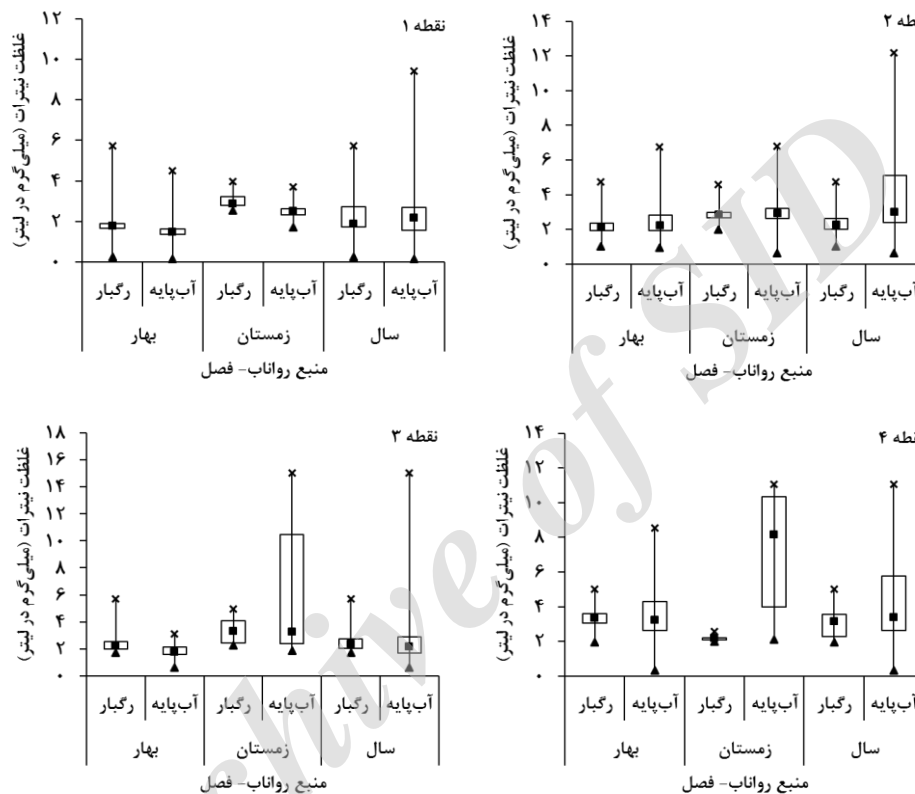 نقطه ۱
غلظت نیترات (میلی‌گرم در لیتر)
۱۲
۱۰
۸
۶
۴
۲
۰
رگبار آب‌پایه رگبار آب‌پایه رگبار آب‌پایه
بهار زمستان سال
منبع رواناب- فصل
نقطه ۲
غلظت نیترات (میلی‌گرم در لیتر)
۱۴
۱۲
۱۰
۸
۶
۴
۲
۰
رگبار آب‌پایه رگبار آب‌پایه رگبار آب‌پایه
بهار زمستان سال
منبع رواناب- فصل
نقطه ۳
غلظت نیترات (میلی‌گرم در لیتر)
۱۸
۱۶
۱۴
۱۲
۱۰
۸
۶
۴
۲
۰
رگبار آب‌پایه رگبار آب‌پایه رگبار آب‌پایه
بهار زمستان سال
منبع رواناب- فصل
نقطه ۴
غلظت نیترات (میلی‌گرم در لیتر)
۱۴
۱۲
۱۰
۸
۶
۴
۲
۰
رگبار آب‌پایه رگبار آب‌پایه رگبار آب‌پایه
بهار زمستان سال
منبع رواناب- فصل
Archive of SID